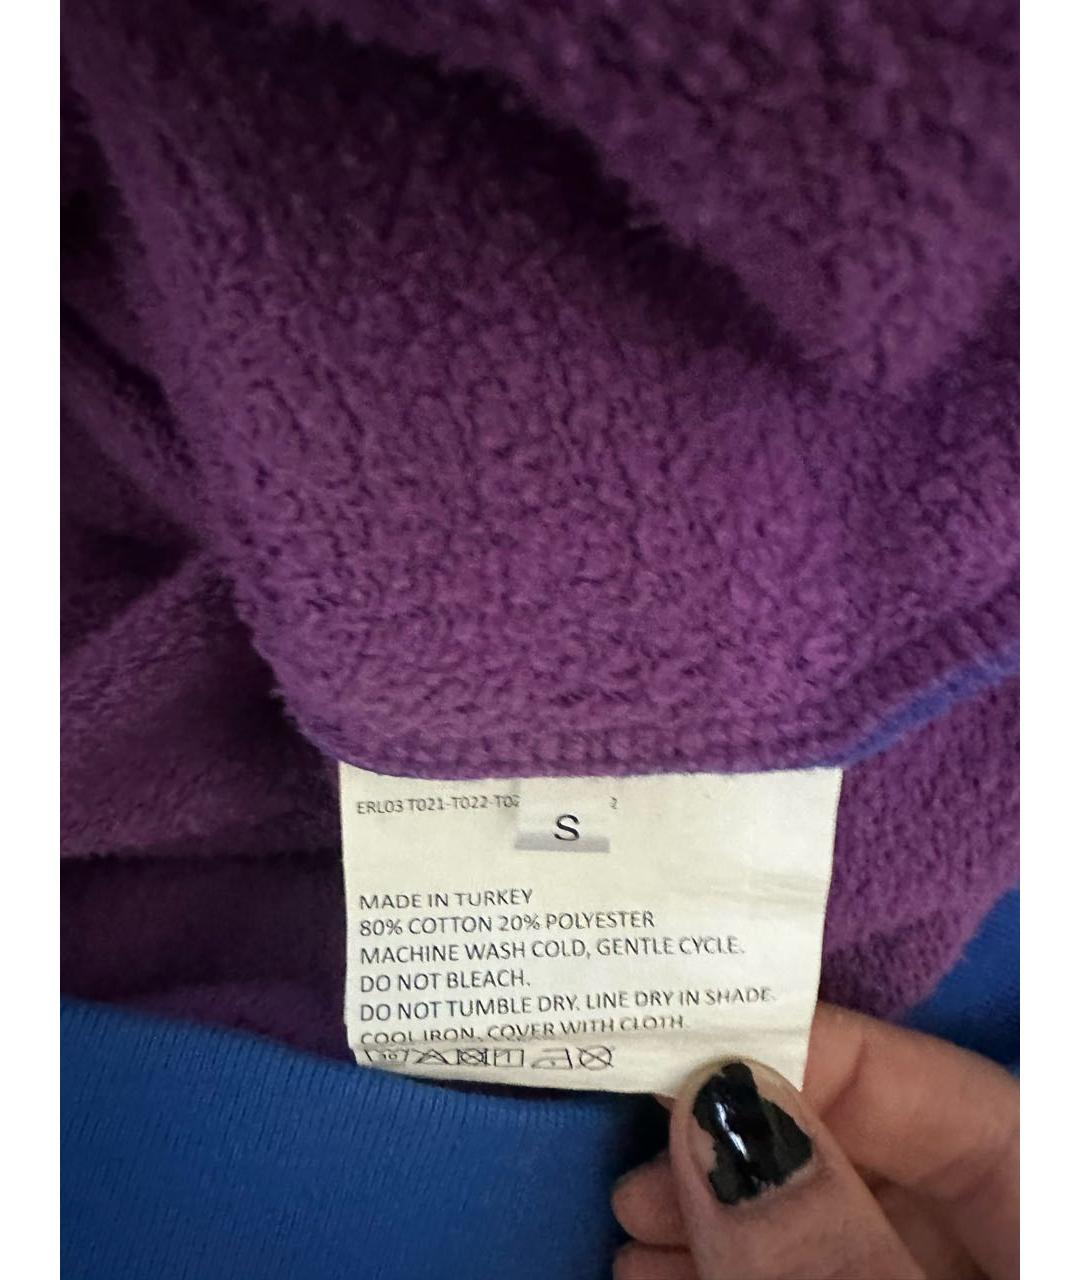 ERL03 T021-T022-T02
S
MADE IN TURKEY
80% COTTON 20% POLYESTER
MACHINE WASH COLD, GENTLE CYCLE.
DO NOT BLEACH.
DO NOT TUMBLE DRY. LINE DRY IN SHADE.
COOL IRON. COVER WITH CLOTH.